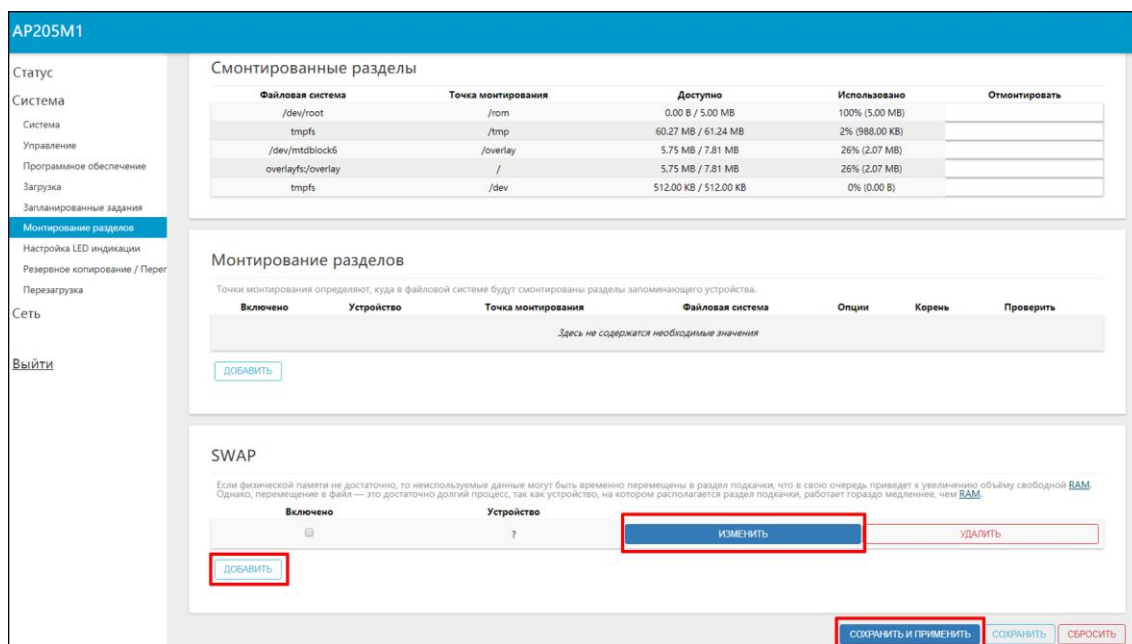 AP205M1
Статус
Система
Система
Управление
Программное обеспечение
Загрузка
Запланированные задания
Монтирование разделов
Настройка LED индикации
Резервное копирование / Перег
Перезагрузка
Сеть
Выйти
Смонтированные разделы
Файловая система Точка монтирования Доступно Использовано Отмонтировать
/dev/root /rom 0.00 B / 5.00 MB 100% (5.00 MB)
tmpfs /tmp 60.27 MB / 61.24 MB 2% (988.00 KB)
/dev/mtdblock6 /overlay 5.75 MB / 7.81 MB 26% (2.07 MB)
overlayfs:/overlay / 5.75 MB / 7.81 MB 26% (2.07 MB)
tmpfs /dev 512.00 KB / 512.00 KB 0% (0.00 B)
Монтирование разделов
Точки монтирования определяют, куда в файловой системе будут смонтированы разделы запоминающего устройства.
Включено Устройство Точка монтирования Файловая система Опции Корень Проверить
Здесь не содержатся необходимые значения
ДОБАВИТЬ
SWAP
Если физической памяти не достаточно, то неиспользуемые данные могут быть временно перемещены в раздел подкачки, что в свою очередь приведет к увеличению объёму свободной RAM.
Однако, перемещение в файл — это достаточно долгий процесс, так как устройство, на котором располагается раздел подкачки, работает гораздо медленнее, чем RAM.
Включено Устройство
? ИЗМЕНИТЬ УДАЛИТЬ
ДОБАВИТЬ
СОХРАНИТЬ И ПРИМЕНИТЬ СОХРАНИТЬ СБРОСИТЬ